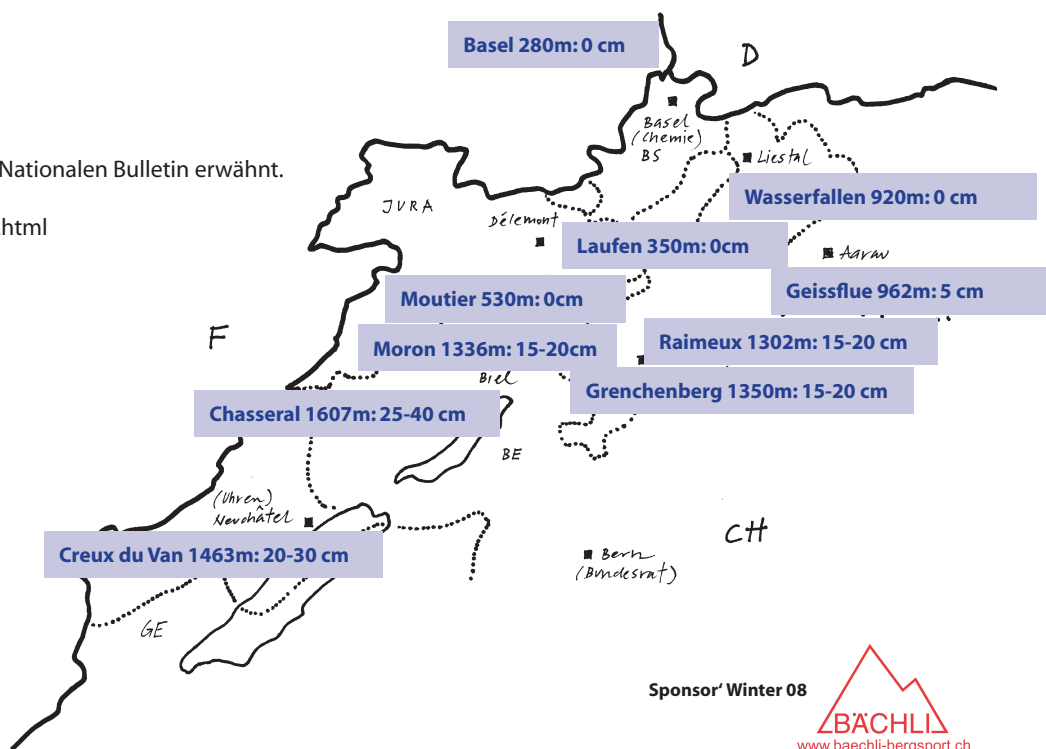 Basel 280m: 0 cm
D
Basel
(Chemie)
BS
Liestal
Nationalen Bulletin erwähnt.
Wasserfallen 920m: 0 cm
JURA
Délemont
html
Laufen 350m: 0cm
Aarau
Moutier 530m: 0cm
Geissflue 962m: 5 cm
F
Moron 1336m: 15-20cm
Raimeux 1302m: 15-20 cm
Biel
Grenchenberg 1350m: 15-20 cm
Chasseral 1607m: 25-40 cm
BE
(Uhren)
Neuchâtel
CH
Creux du Van 1463m: 20-30 cm
Bern
(Bundesrat)
GE
Sponsor' Winter 08
BÄCHLI
www.baechli-bergsport.ch